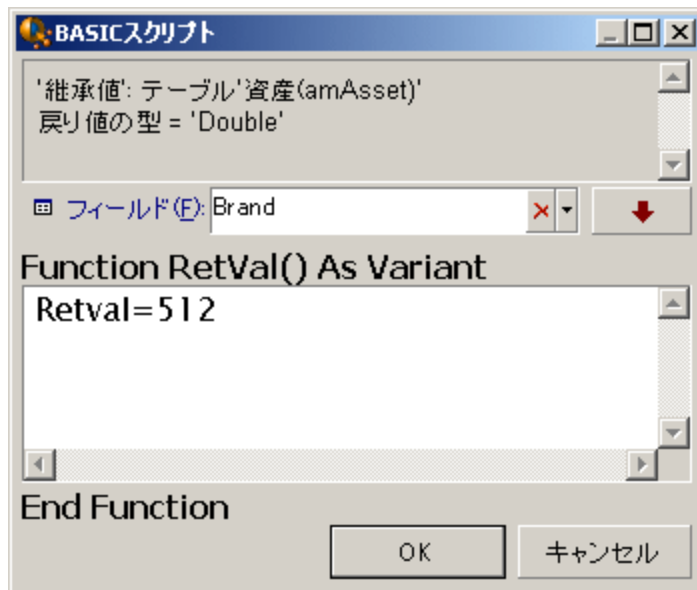 BASICスクリプト
'継承値': テーブル'資産(amAsset)'
戻り値の型 = 'Double'
フィールド(F): Brand
Function RetVal() As Variant
Retval=512
End Function
OK キャンセル